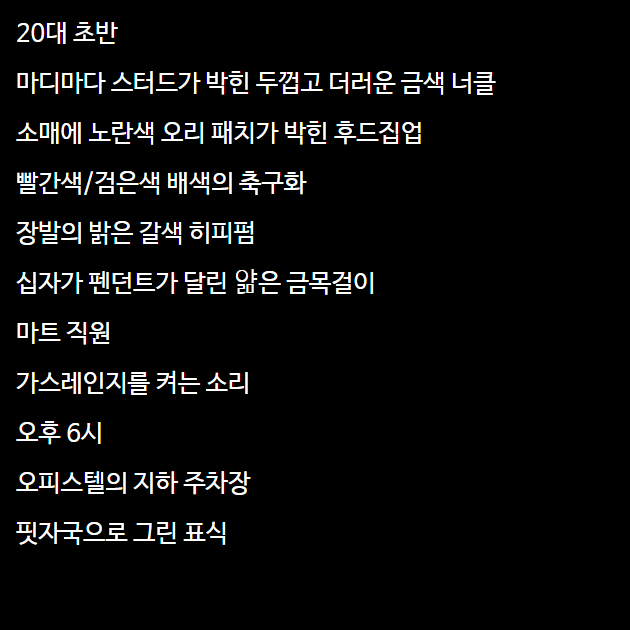 20대 초반
마디마다 스터드가 박힌 두껍고 더러운 금색 너클
소매에 노란색 오리 패치가 박힌 후드집업
빨간색/검은색 배색의 축구화
장발의 밝은 갈색 히피펌
십자가 펜던트가 달린 얇은 금목걸이
마트 직원
가스레인지를 켜는 소리
오후 6시
오피스텔의 지하 주차장
핏자국으로 그린 표식